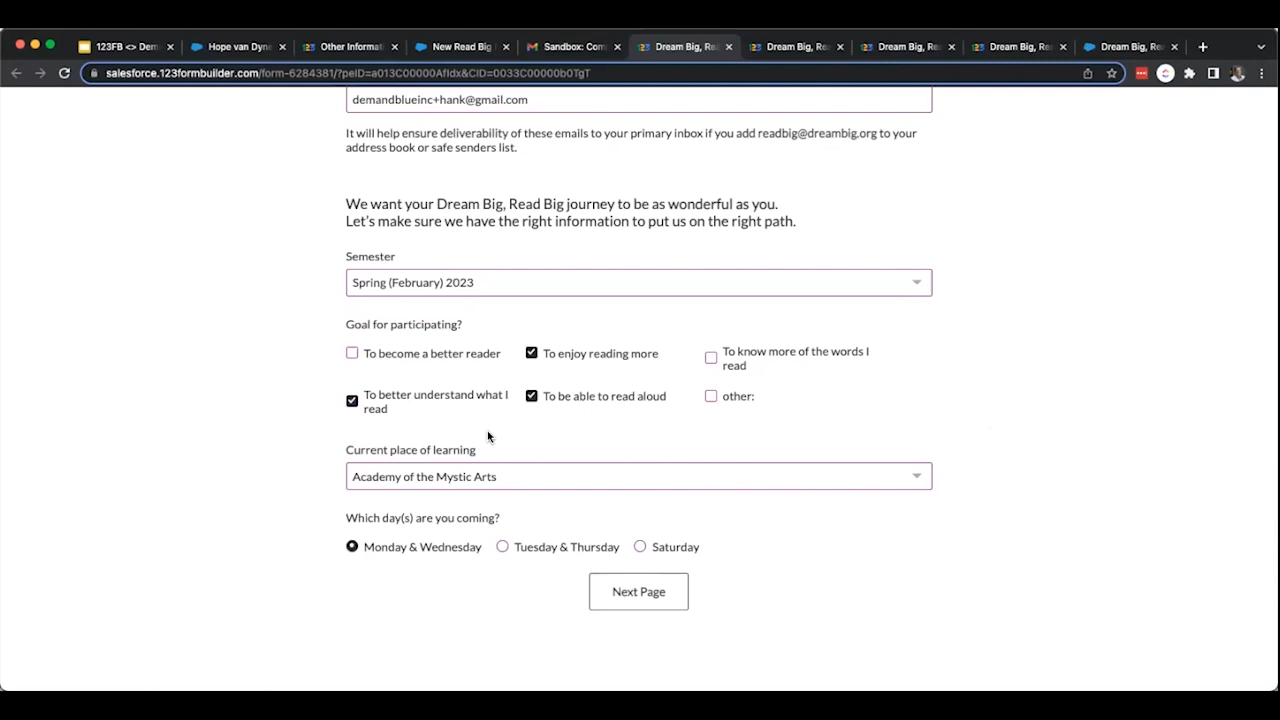 123FB <> Dem
Hope van Dyne
Other Informat
New Read Big
Sandbox: Com
Dream Big, Rea
Dream Big, Rea
Dream Big, Rea
Dream Big, Rea
Dream Big, Rea
salesforce.123formbuilder.com/form-6284381/?peID=a013C00000AfIdx&CID=0033C00000b0TgT
demandblueinc+hank@gmail.com
It will help ensure deliverability of these emails to your primary inbox if you add readbig@dreambig.org to your
address book or safe senders list.
We want your Dream Big, Read Big journey to be as wonderful as you.
Let's make sure we have the right information to put us on the right path.
Semester
Spring (February) 2023
Goal for participating?
To become a better reader
To enjoy reading more
To know more of the words I
read
To better understand what I
read
To be able to read aloud
other:
Current place of learning
Academy of the Mystic Arts
Which day(s) are you coming?
Monday & Wednesday
Tuesday & Thursday
Saturday
Next Page